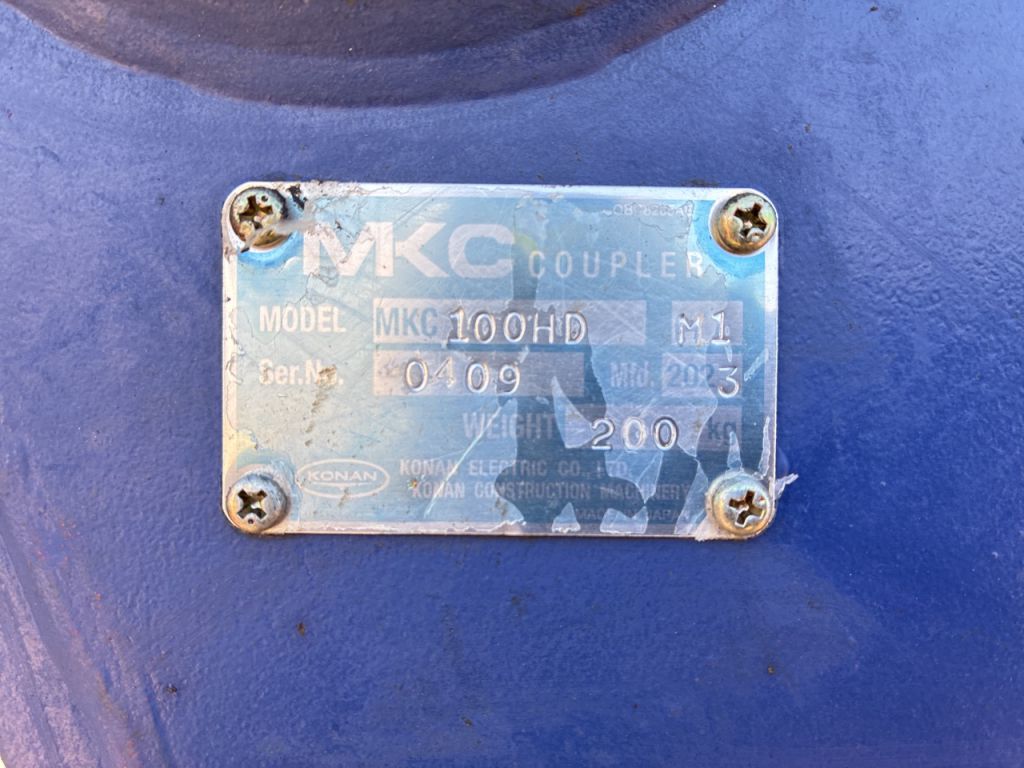 MKC COUPLER
MODEL MKC 100HD M1
Ser.No. 0409 Mfd. 2023
WEIGHT 200 kg
KONAN KONAN ELECTRIC CO., LTD.
KONAN CONSTRUCTION MACHINERY